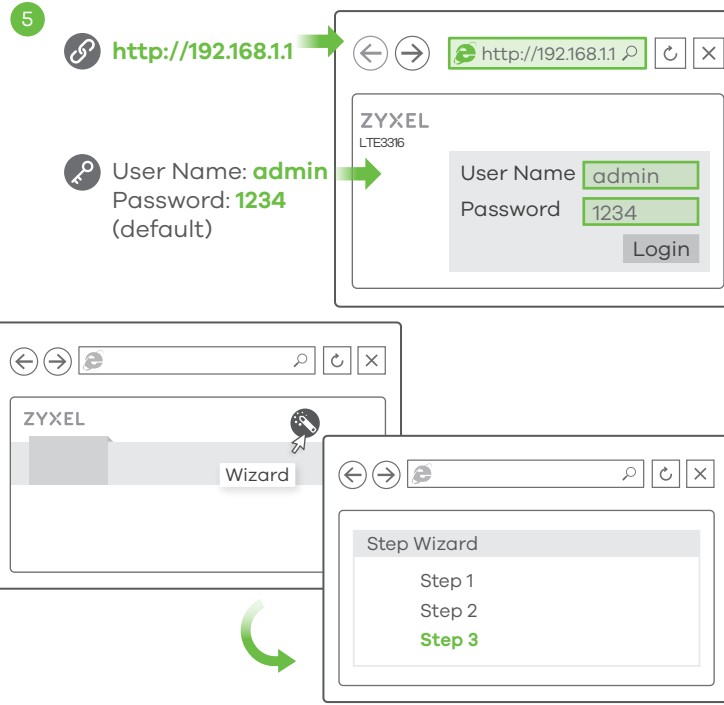 5
http://192.168.1.1
http://192.168.1.1
ZYXEL
LTE3316
User Name: admin
Password: 1234
(default)
User Name admin
Password 1234
Login
ZYXEL
Wizard
Step Wizard
Step 1
Step 2
Step 3